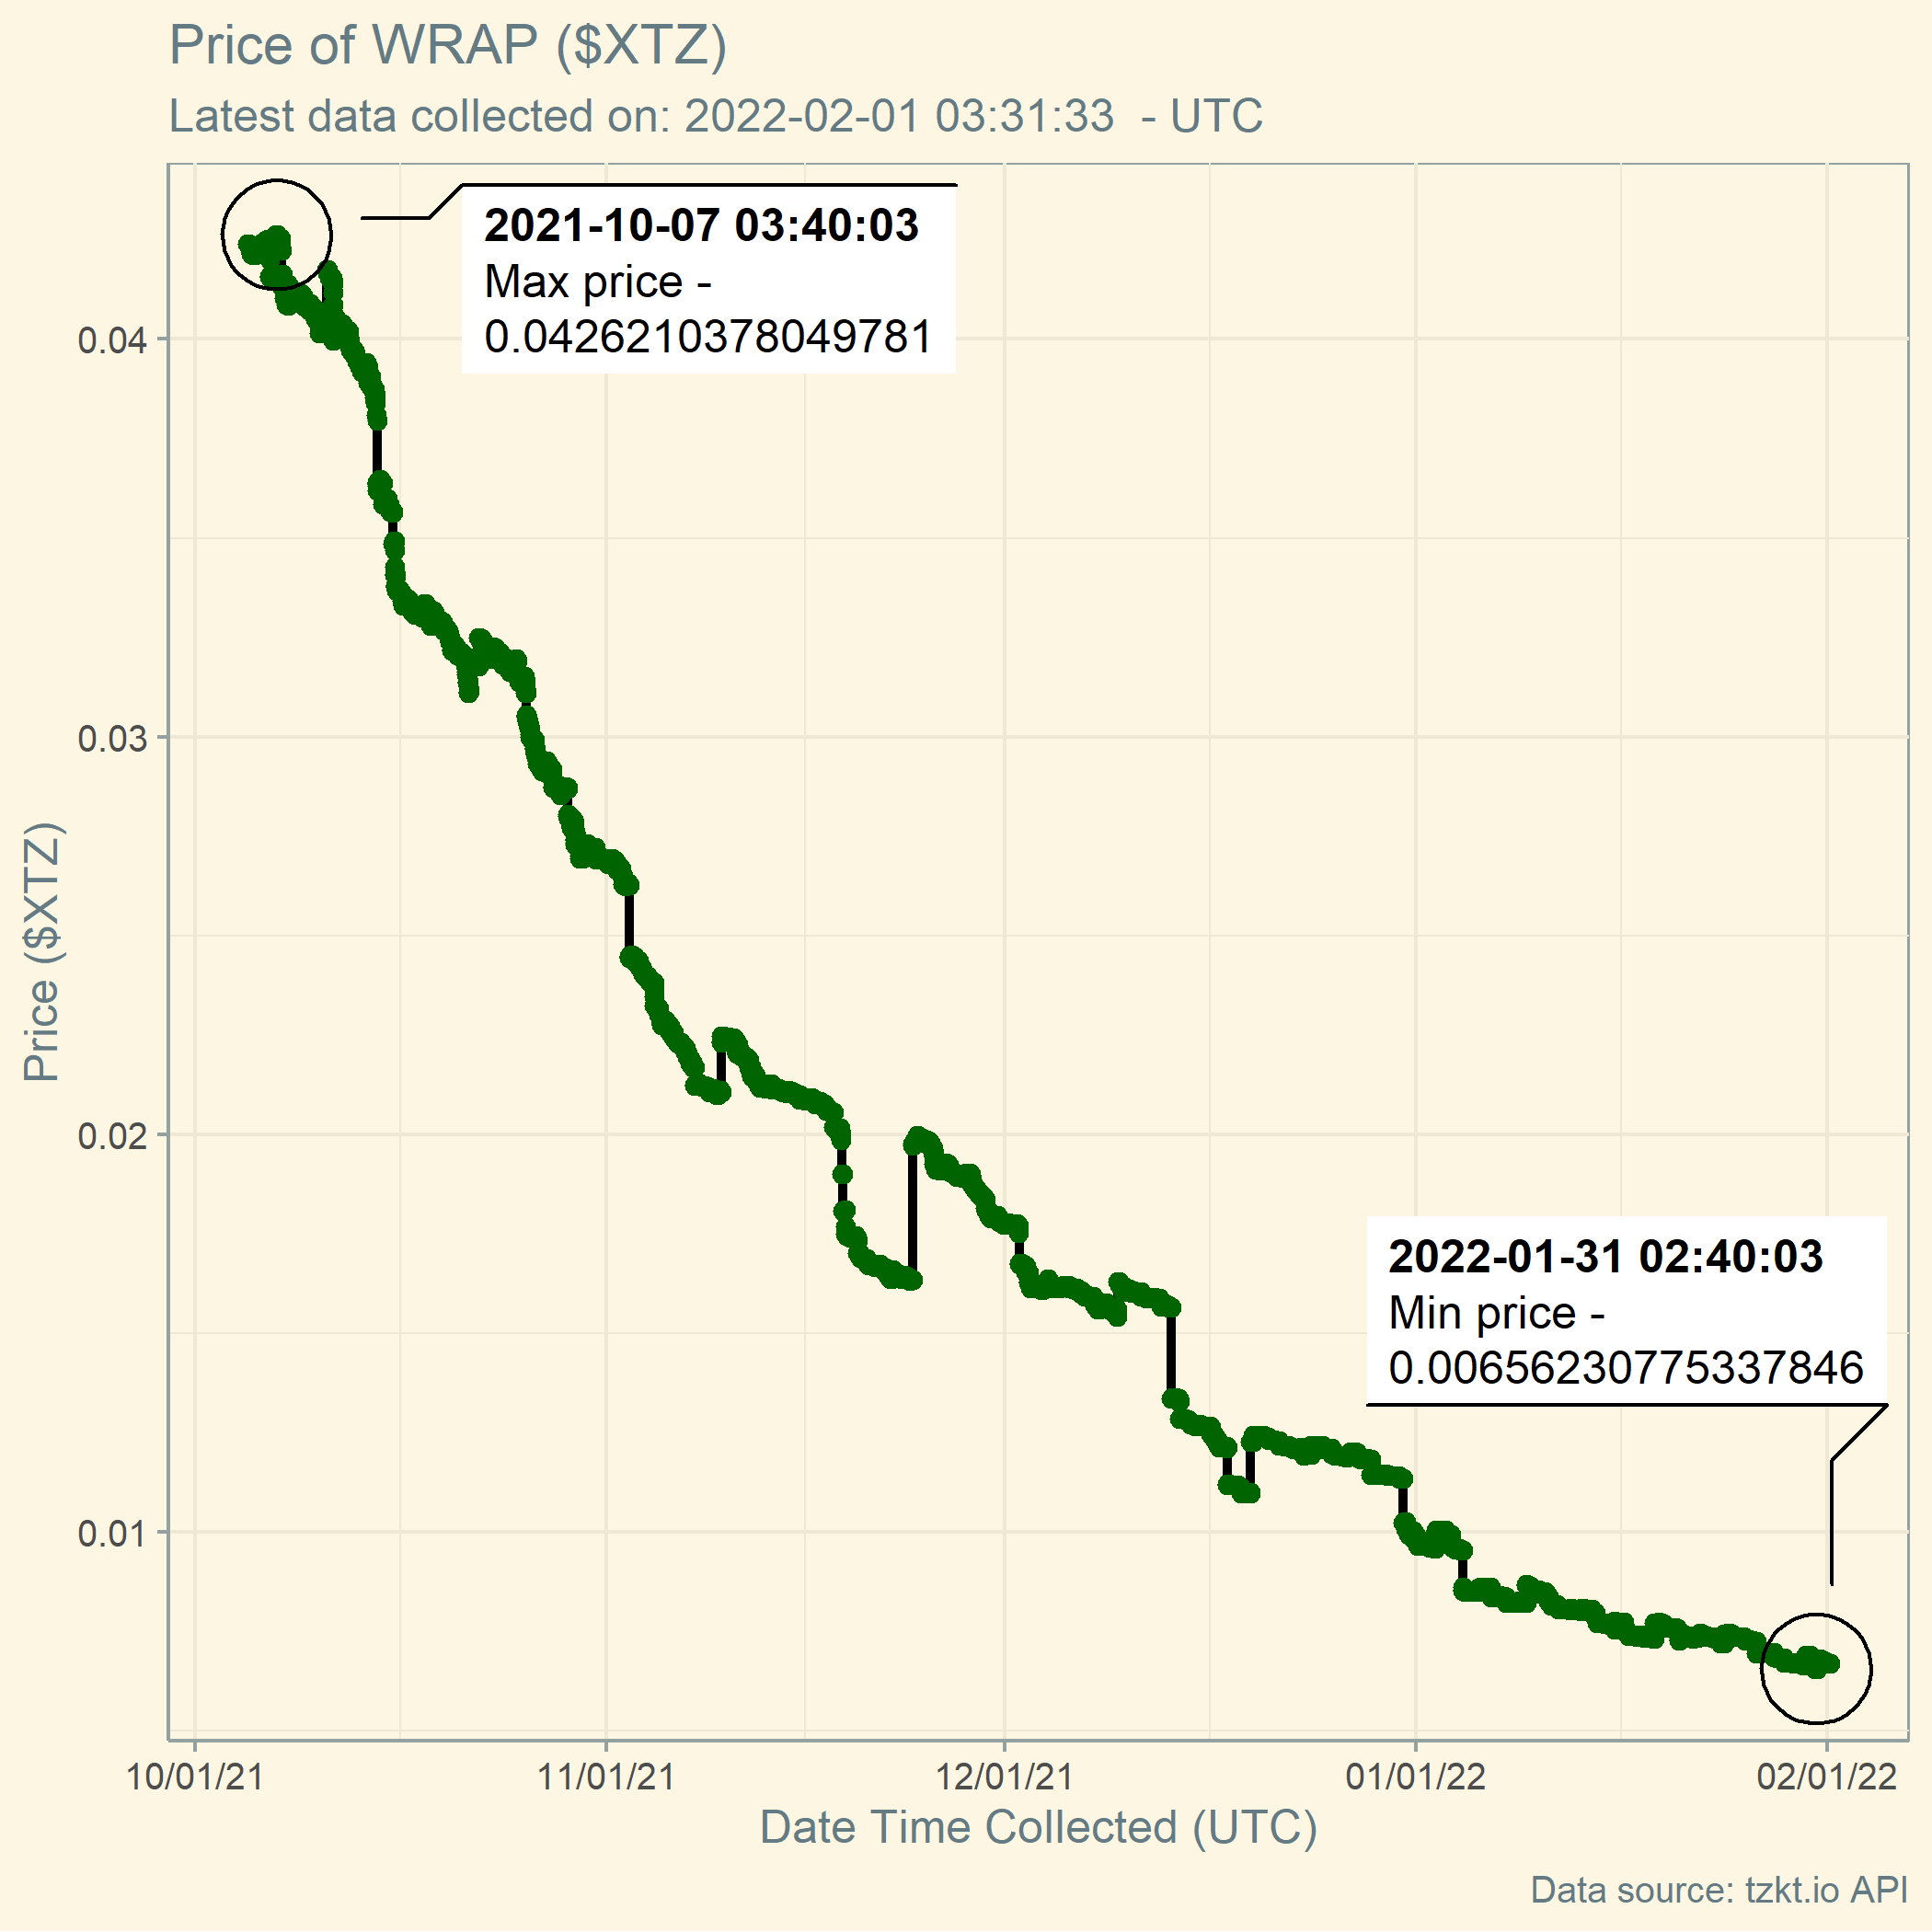 Price of WRAP ($XTZ)
Latest data collected on: 2022-02-01 03:31:33  - UTC
2021-10-07 03:40:03
Max price -
0.0426210378049781
0.04
0.03
0.02
0.01
Price ($XTZ)
2022-01-31 02:40:03
Min price -
0.00656230775337846
10/01/21
11/01/21
12/01/21
01/01/22
02/01/22
Date Time Collected (UTC)
Data source: tzkt.io API